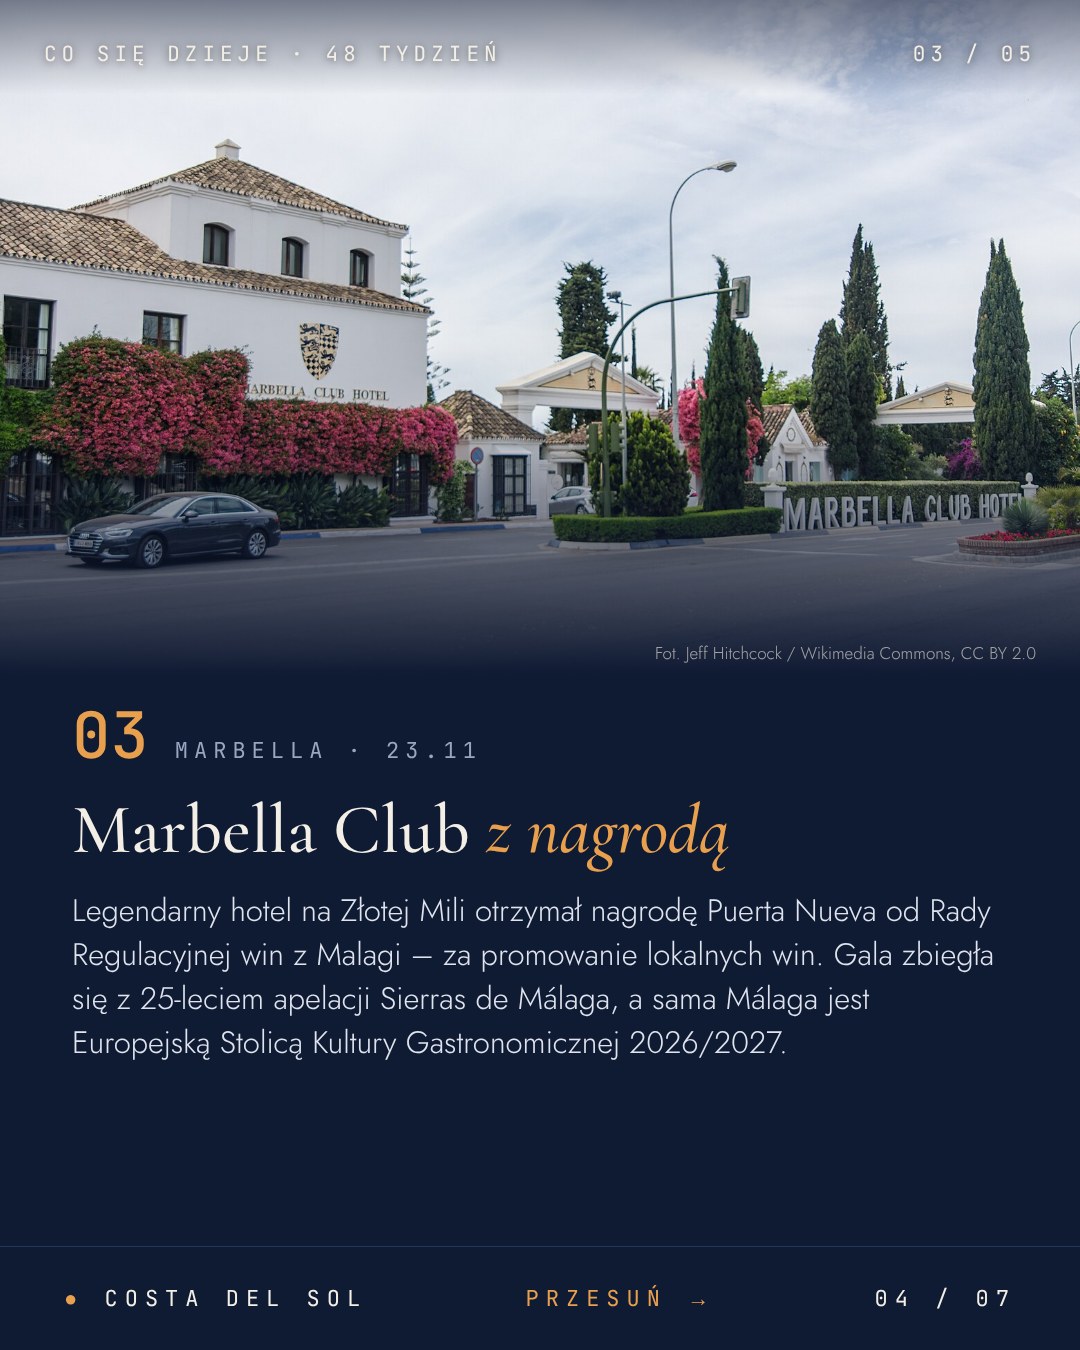 CO SIĘ DZIEJE · 48 TYDZIEŃ
03 / 05
MARBELLA CLUB HOTEL
MARBELLA CLUB HOTEL
Fot. Jeff Hitchcock / Wikimedia Commons, CC BY 2.0
03 MARBELLA · 23.11
Marbella Club z nagrodą
Legendarny hotel na Złotej Mili otrzymał nagrodę Puerta Nueva od Rady
Regulacyjnej win z Malagi – za promowanie lokalnych win. Gala zbiegła
się z 25-leciem apelacji Sierras de Málaga, a sama Málaga jest
Europejską Stolicą Kultury Gastronomicznej 2026/2027.
● COSTA DEL SOL
PRZESUŃ →
04 / 07